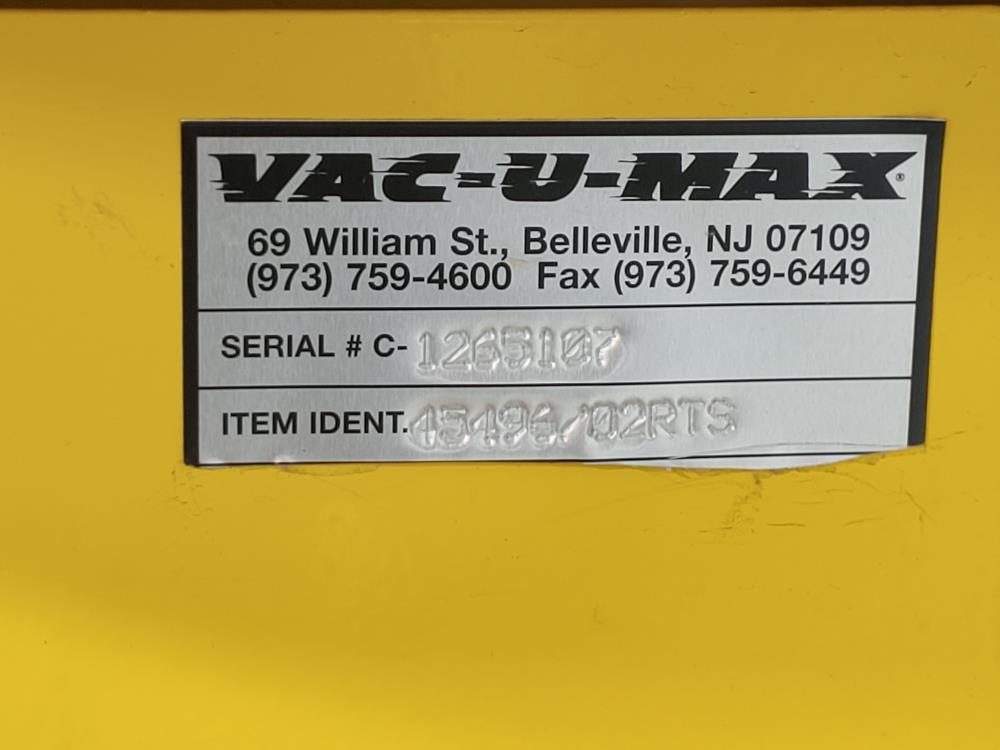 VAC-U-MAX®
69 William St., Belleville, NJ 07109
(973) 759-4600 Fax (973) 759-6449
SERIAL # C-1265107
ITEM IDENT. 45496/02RTS